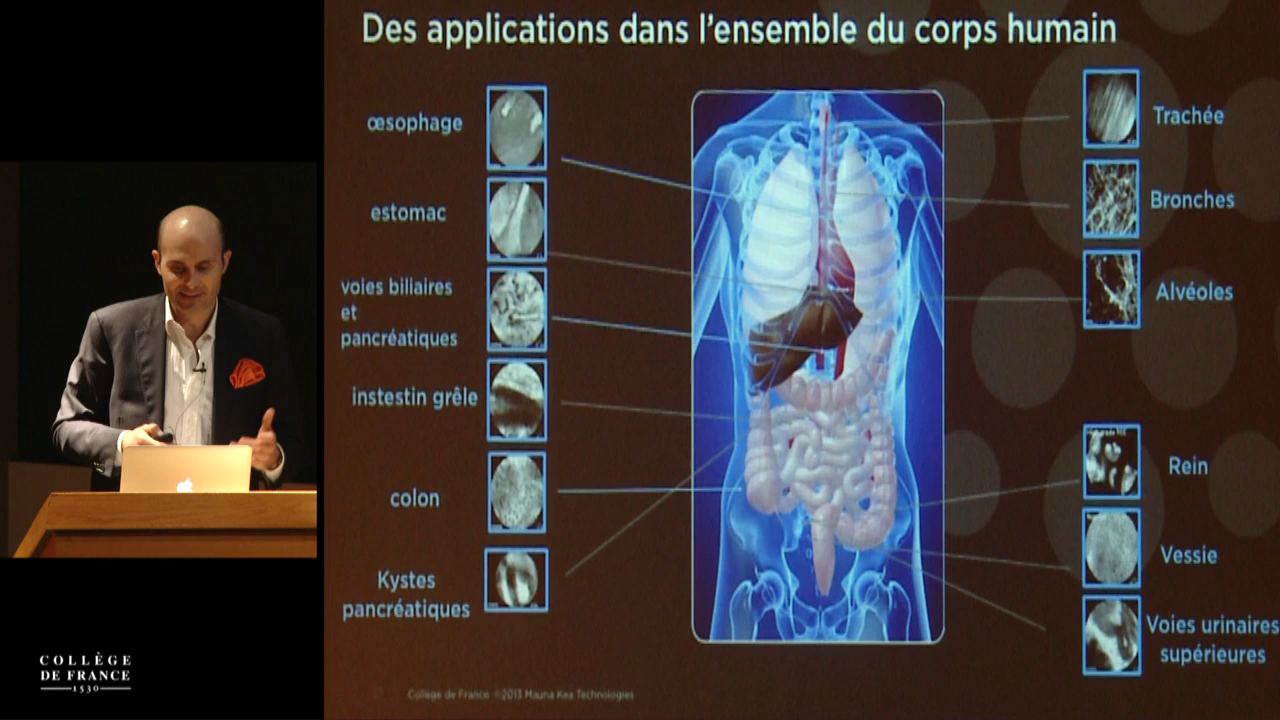 Des applications dans l'ensemble du corps humain
œsophage
estomac
voies biliaires
et
pancréatiques
instestin grêle
colon
Kystes
pancréatiques
Trachée
Bronches
Alvéoles
Rein
Vessie
Voies urinaires
supérieures
Collège de France ©2013 Mauna Kea Technologies
COLLÈGE
DE FRANCE
1530